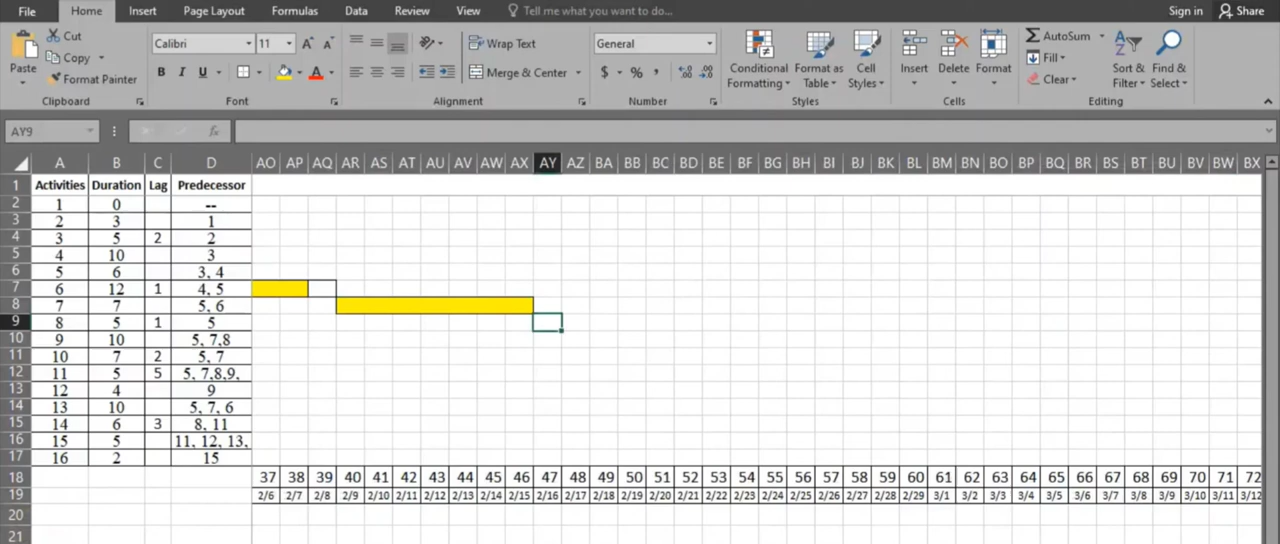 File Home Insert Page Layout Formulas Data Review View Tell me what you want to do... Sign in Share
Cut
Copy
Format Painter
Paste
Clipboard
Calibri 11 A A
B I U A
Font
Wrap Text
Merge & Center
Alignment
General
$ % ,
Number
Conditional Formatting
Format as Table
Cell Styles
Styles
Insert Delete Format
Cells
AutoSum
Fill
Clear
Sort & Filter
Find & Select
Editing
AY9 fx
A B C D AO AP AQ AR AS AT AU AV AW AX AY AZ BA BB BC BD BE BF BG BH BI BJ BK BL BM BN BO BP BQ BR BS BT BU BV BW BX
1 Activities Duration Lag Predecessor
2 1 0 --
3 2 3 1
4 3 5 2 2
5 4 10 3
6 5 6 3, 4
7 6 12 1 4, 5
8 7 7 5, 6
9 8 5 1 5
10 9 10 5, 7,8
11 10 7 2 5, 7
12 11 5 5 5, 7,8,9,
13 12 4 9
14 13 10 5, 7, 6
15 14 6 3 8, 11
16 15 5 11, 12, 13,
17 16 2 15
18 37 38 39 40 41 42 43 44 45 46 47 48 49 50 51 52 53 54 55 56 57 58 59 60 61 62 63 64 65 66 67 68 69 70 71 72
19 2/6 2/7 2/8 2/9 2/10 2/11 2/12 2/13 2/14 2/15 2/16 2/17 2/18 2/19 2/20 2/21 2/22 2/23 2/24 2/25 2/26 2/27 2/28 2/29 3/1 3/2 3/3 3/4 3/5 3/6 3/7 3/8 3/9 3/10 3/11 3/12
20
21